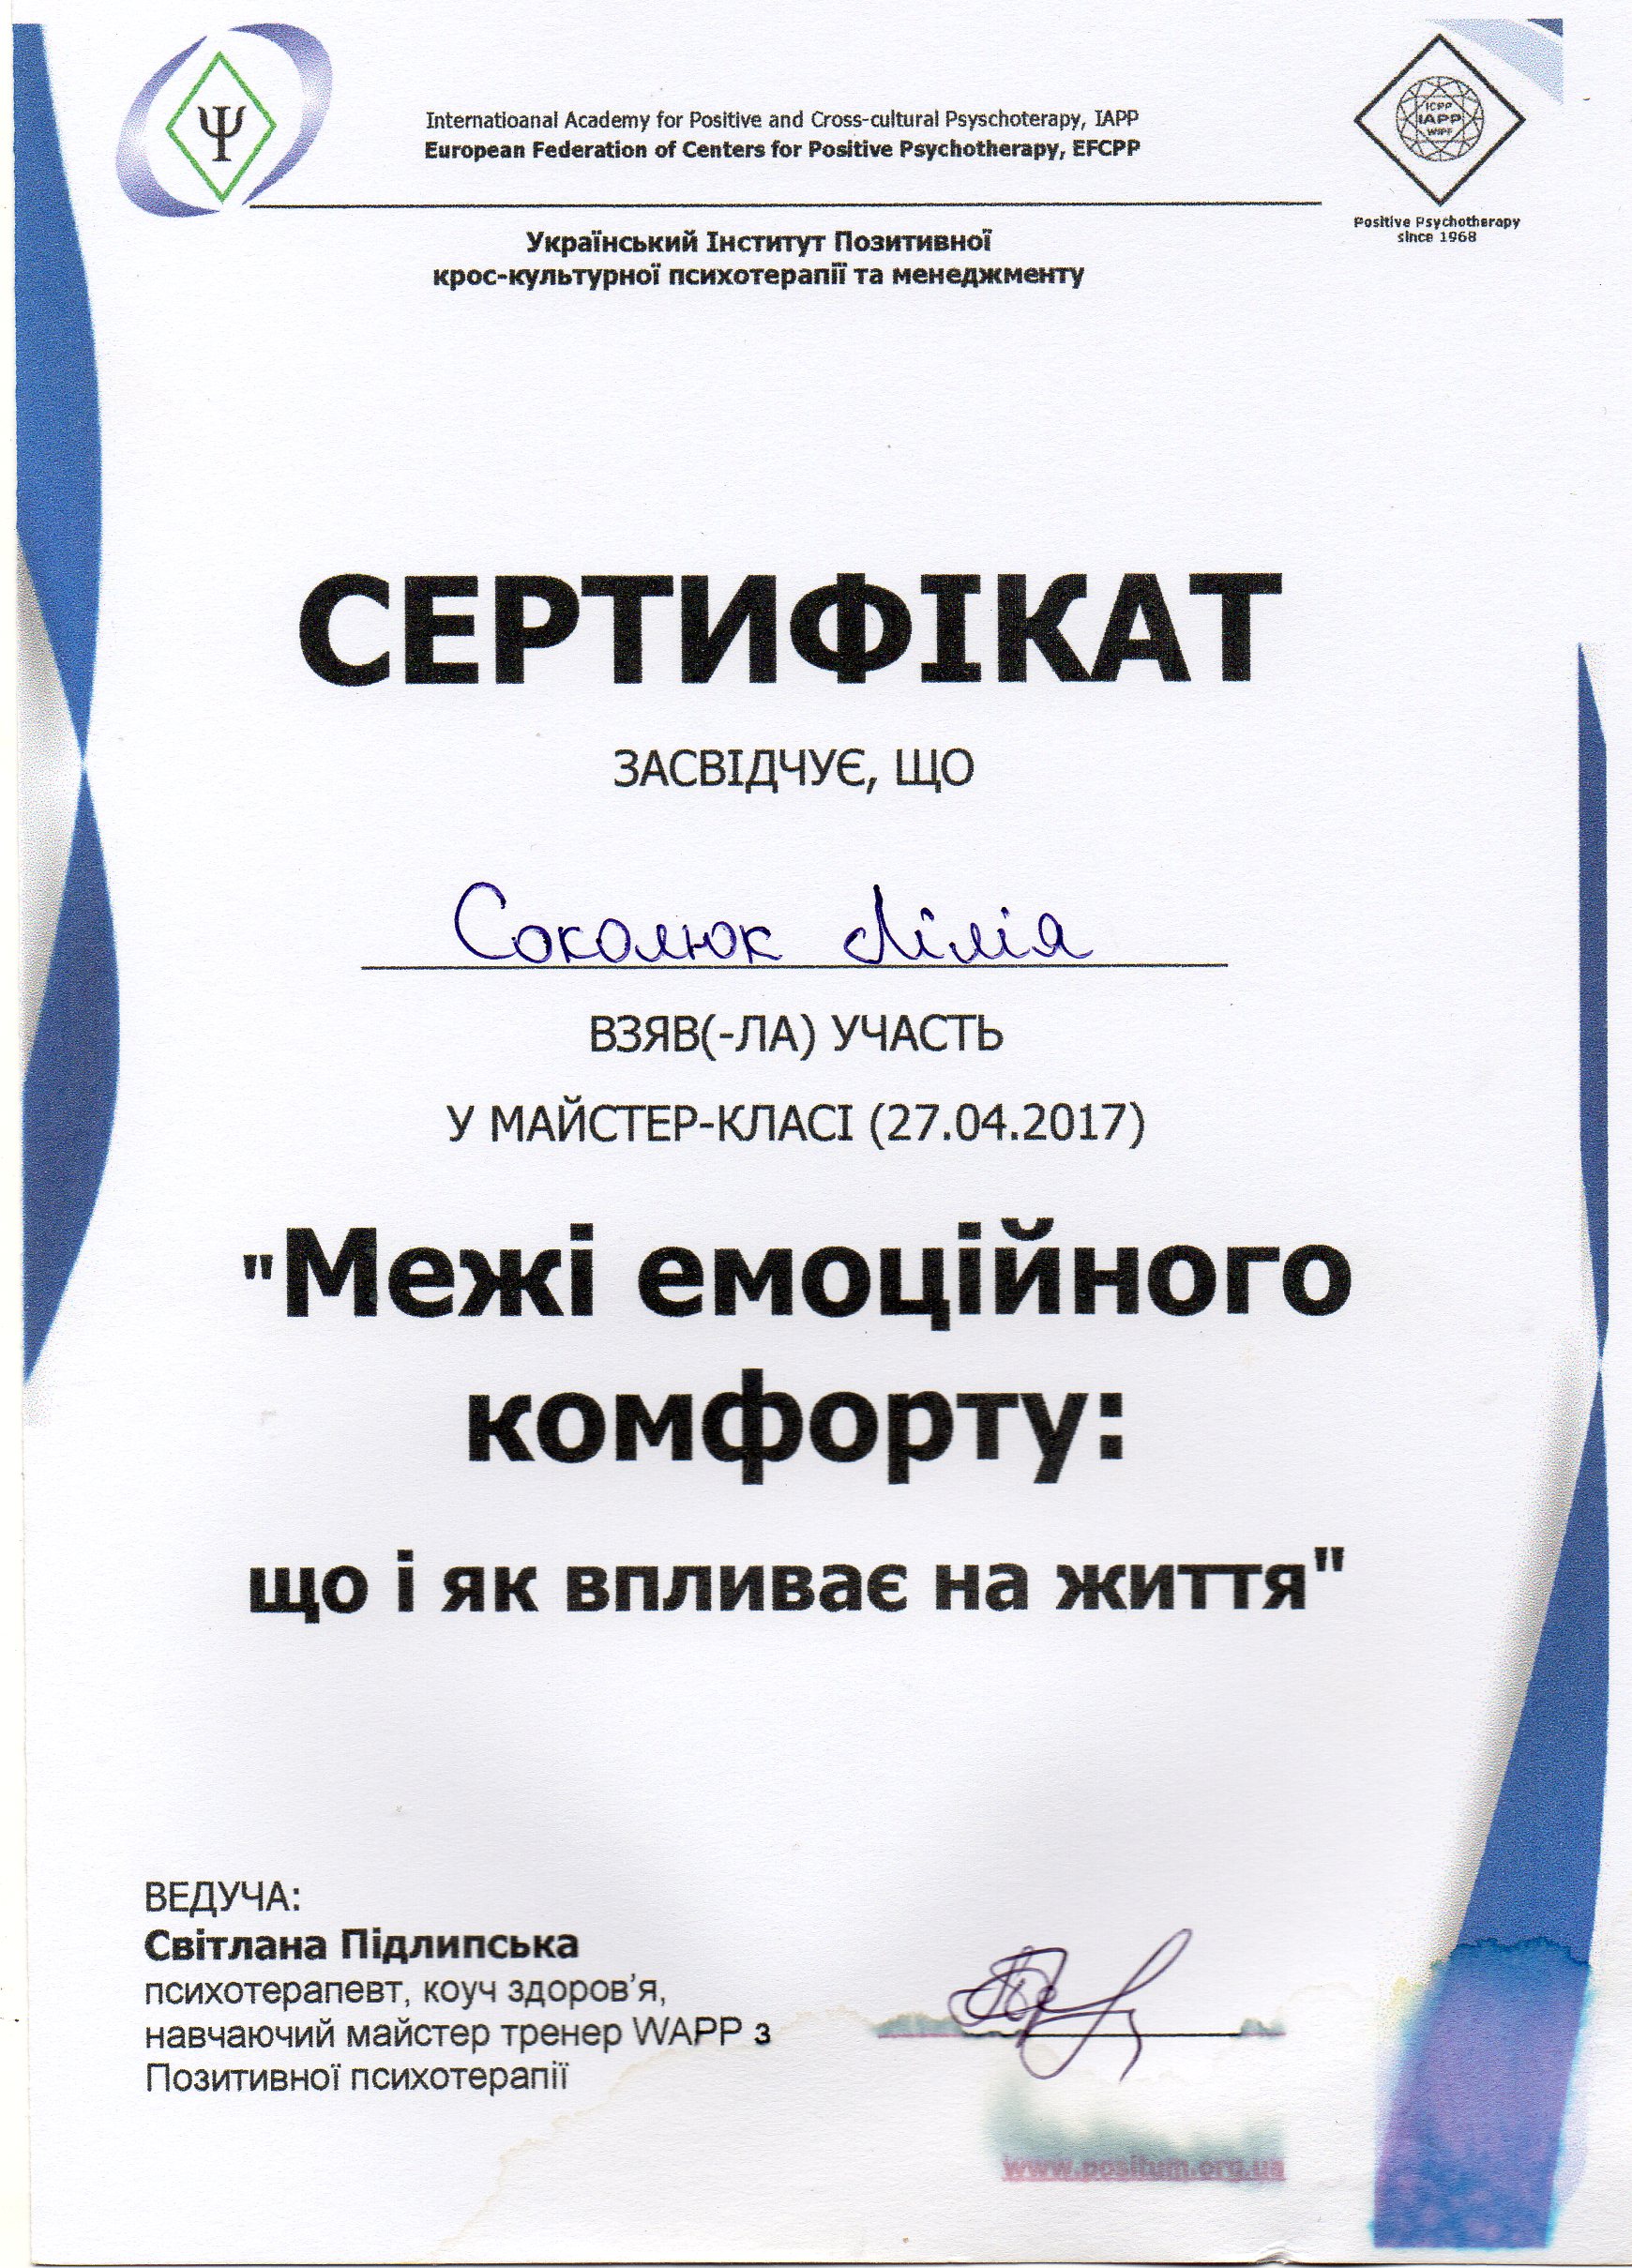 Internatioanal Academy for Positive and Cross-cultural Psyschoterapy, IAPP
European Federation of Centers for Positive Psychotherapy, EFCPP
Ψ
ICPP
IAPP
WIPF
Positive Psychotherapy
since 1968
Український Інститут Позитивної
крос-культурної психотерапії та менеджменту
СЕРТИФІКАТ
ЗАСВІДЧУЄ, ЩО
Соколюк Лілія
ВЗЯВ(-ЛА) УЧАСТЬ
У МАЙСТЕР-КЛАСІ (27.04.2017)
"Межі емоційного
комфорту:
що і як впливає на життя"
ВЕДУЧА:
Світлана Підлипська
психотерапевт, коуч здоров’я,
навчаючий майстер тренер WAPP з
Позитивної психотерапії
www.positum.org.ua